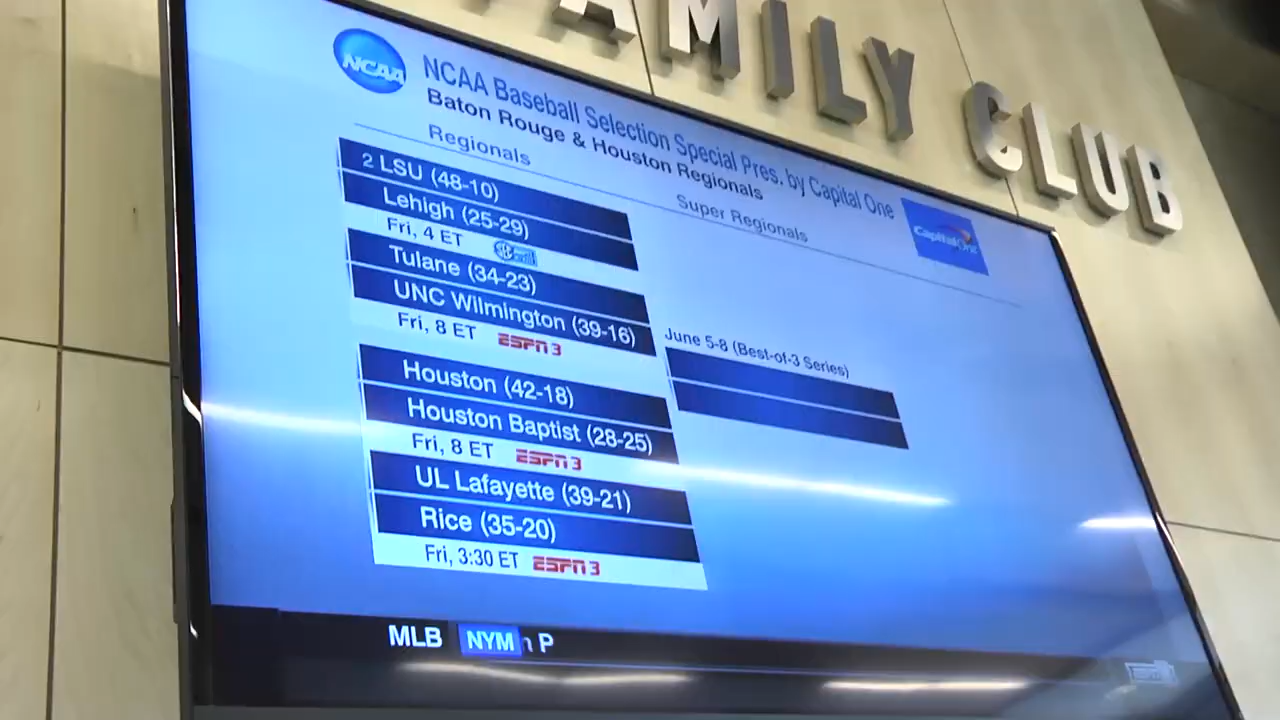 AMILY CLUB
NCAA
NCAA Baseball Selection Special Pres. by Capital One
Baton Rouge & Houston Regionals
Regionals
Super Regionals
CapitalOne
2 LSU (48-10)
Lehigh (25-29)
Fri, 4 ET
SEC
Tulane (34-23)
UNC Wilmington (39-16)
Fri, 8 ET ESPN3
June 5-8 (Best-of-3 Series)
Houston (42-18)
Houston Baptist (28-25)
Fri, 8 ET ESPN3
UL Lafayette (39-21)
Rice (35-20)
Fri, 3:30 ET ESPN3
MLB NYM n P